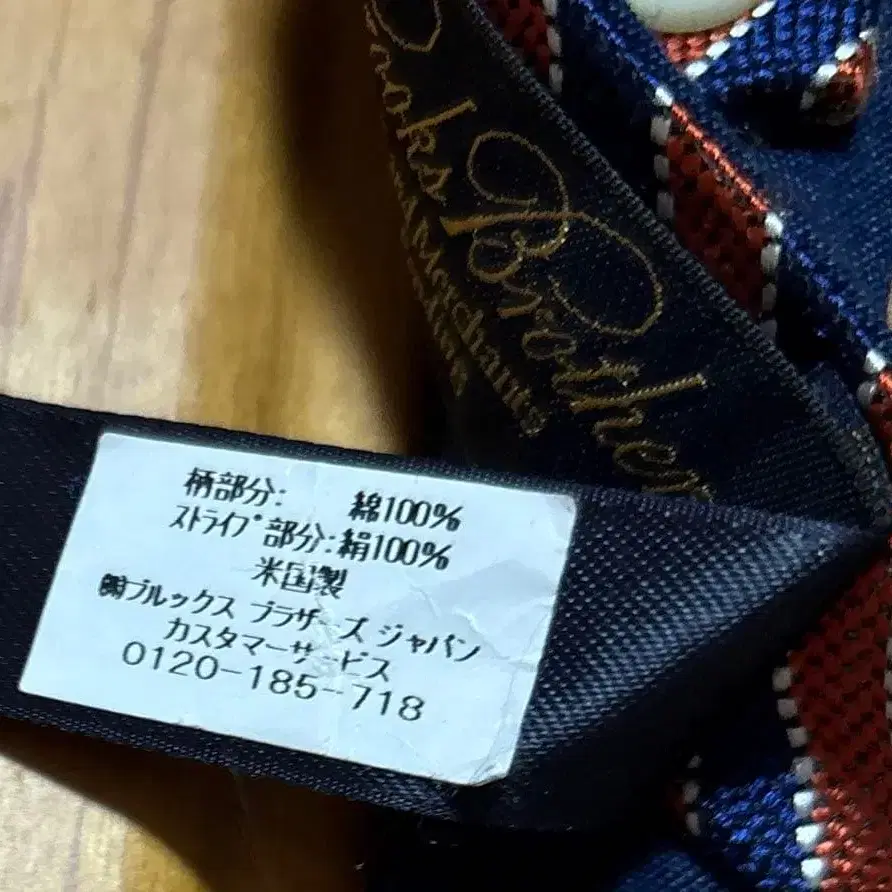 Brooks
Brothers
Merchants
柄部分: 綿100%
ストライプ部分:絹100%
米国製
㈱ブルックス ブラザーズ ジャパン
カスタマーサービス
0120-185-718